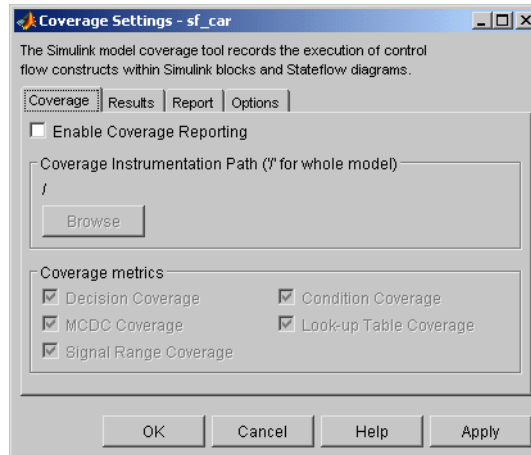 Coverage Settings - sf_car
The Simulink model coverage tool records the execution of control
flow constructs within Simulink blocks and Stateflow diagrams.
Coverage Results Report Options
Enable Coverage Reporting
Coverage Instrumentation Path ('/' for whole model)
/
Browse
Coverage metrics
Decision Coverage Condition Coverage
MCDC Coverage Look-up Table Coverage
Signal Range Coverage
OK Cancel Help Apply